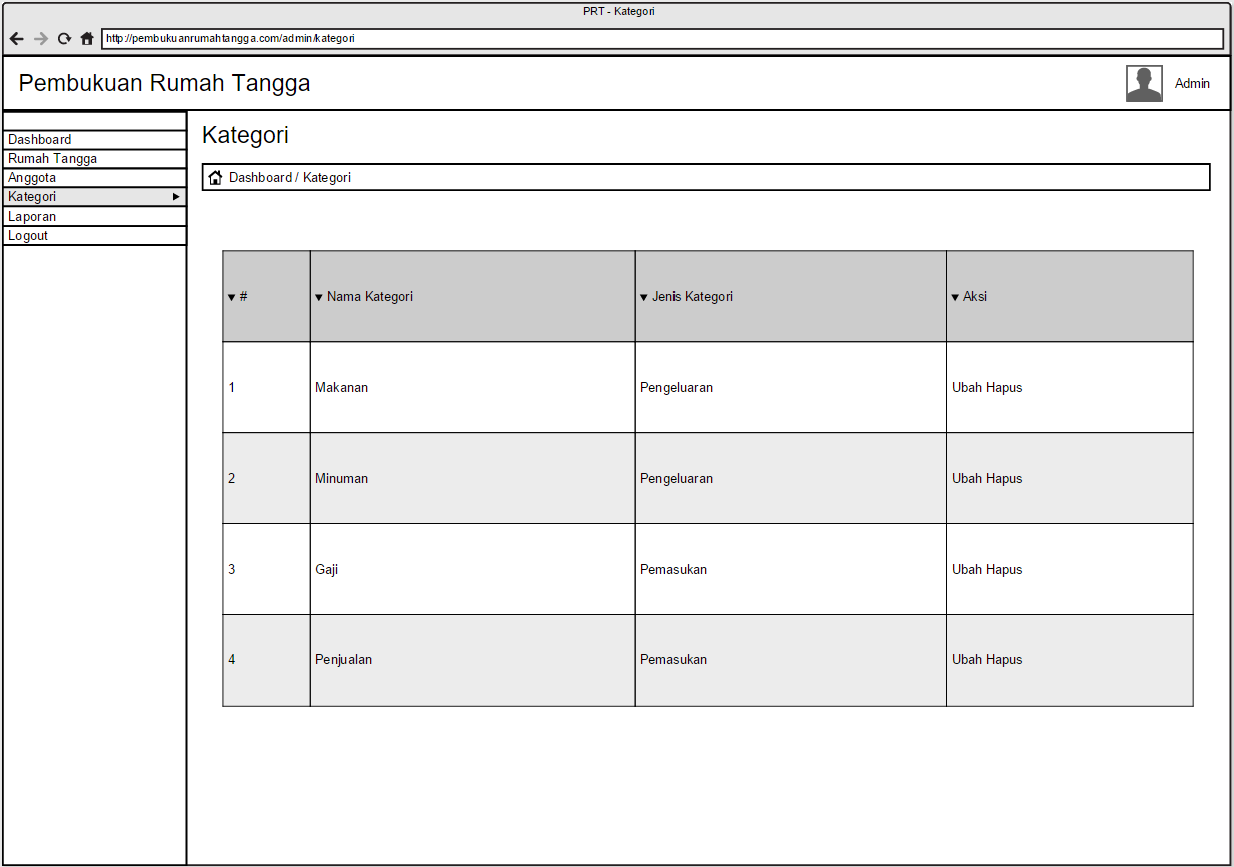 PRT - Kategori
http://pembukuanrumahtangga.com/admin/kategori
Pembukuan Rumah Tangga
Admin
Dashboard
Rumah Tangga
Anggota
Kategori
Laporan
Logout
Kategori
Dashboard / Kategori
# Nama Kategori Jenis Kategori Aksi
1 Makanan Pengeluaran Ubah Hapus
2 Minuman Pengeluaran Ubah Hapus
3 Gaji Pemasukan Ubah Hapus
4 Penjualan Pemasukan Ubah Hapus